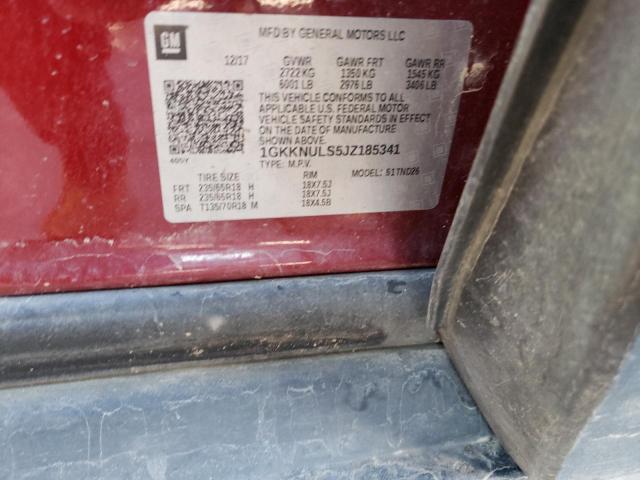 GM
MFD BY GENERAL MOTORS LLC
12/17 GVWR GAWR FRT GAWR RR
2722 KG 1350 KG 1545 KG
6001 LB 2976 LB 3406 LB
THIS VEHICLE CONFORMS TO ALL
APPLICABLE U.S. FEDERAL MOTOR
VEHICLE SAFETY STANDARDS IN EFFECT
ON THE DATE OF MANUFACTURE SHOWN ABOVE.
1GKKNULS5JZ185341
TYPE: M.P.V. S1TND26
TIRE SIZE RIM
FRT 235/65R18 H 18X7.5J
RR 235/65R18 H 18X7.5J
SPA T135/70R18 M 18X4.5B